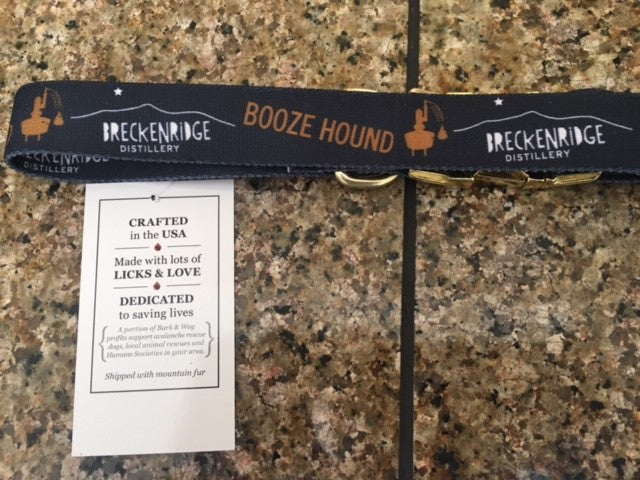 BRECKENRIDGE
DISTILLERY
BOOZE HOUND
BRECKENRIDGE
DISTILLERY
BRECKENRIDGE
DISTILLERY
CRAFTED
in the USA
Made with lots of
LICKS & LOVE
DEDICATED
to saving lives
A portion of Bark & Wag
profits support avalanche rescue
dogs, local animal rescues and
Humane Societies in your area.
Shipped with mountain fur